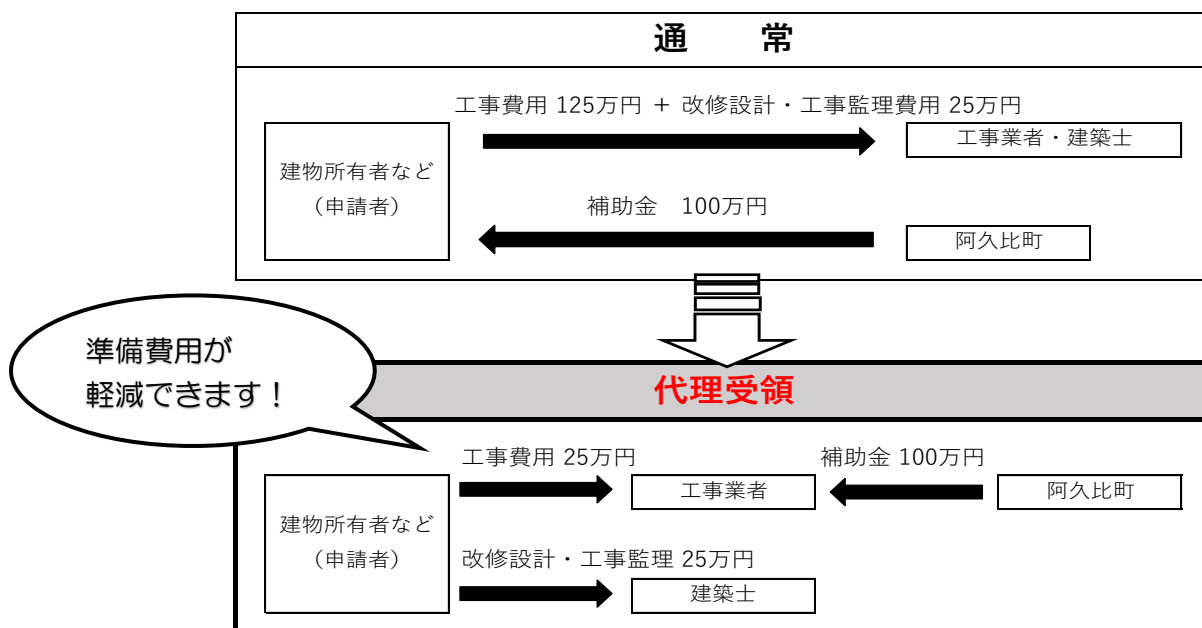 通　常
工事費用 125万円 ＋ 改修設計・工事監理費用 25万円
建物所有者など
（申請者）
工事業者・建築士
補助金　100万円
阿久比町
準備費用が
軽減できます！
代理受領
工事費用 25万円
補助金 100万円
建物所有者など
（申請者）
工事業者
阿久比町
改修設計・工事監理 25万円
建築士